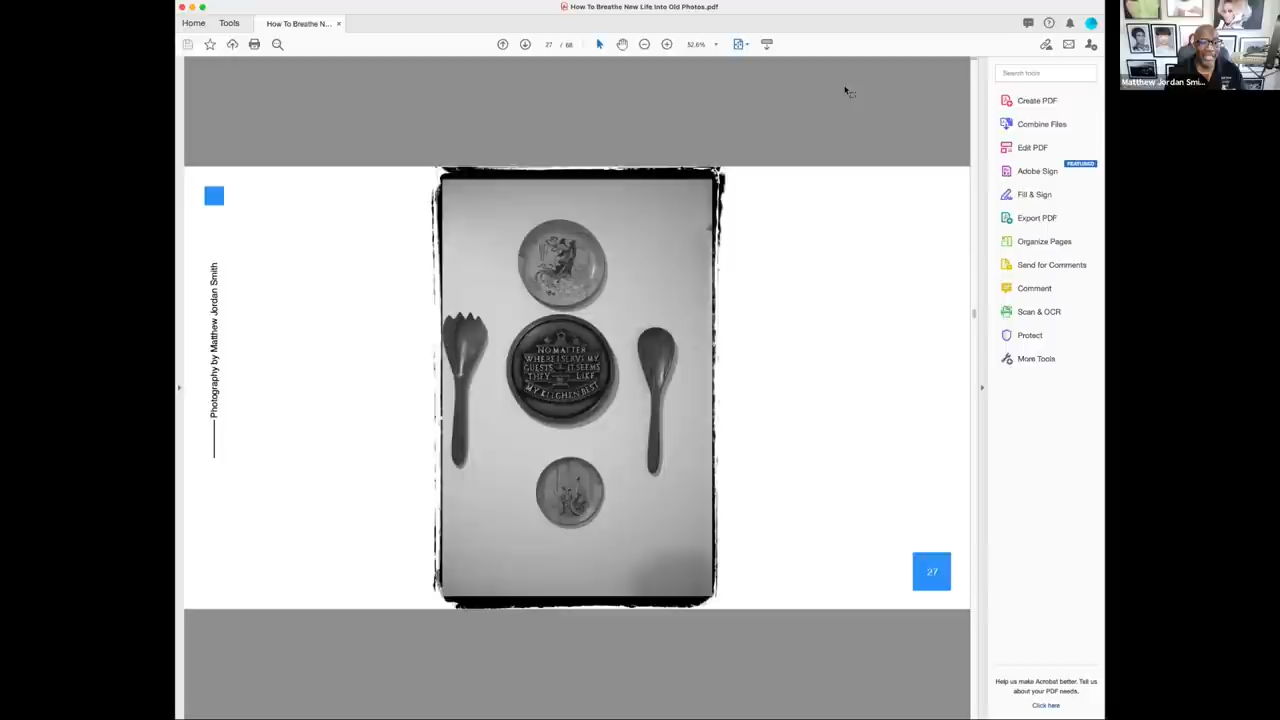 How To Breathe New Life Into Old Photos.pdf
Home
Tools
How To Breathe N...
27 / 68
52.6%
Matthew Jordan Smi...
Search tools
Create PDF
Combine Files
Edit PDF
FEATURED
Adobe Sign
Fill & Sign
Export PDF
Organize Pages
Send for Comments
Comment
Scan & OCR
Protect
More Tools
Photography by Matthew Jordan Smith
NO MATTER
WHERE I SERVE MY
GUESTS IT SEEMS
THEY LIKE
MY KITCHEN BEST
27
Help us make Acrobat better. Tell us
about your PDF needs.
Click here